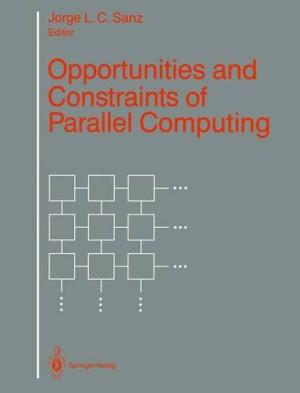 Jorge L.C. Sanz
Editor
Opportunities and
Constraints of
Parallel Computing
Springer-Verlag